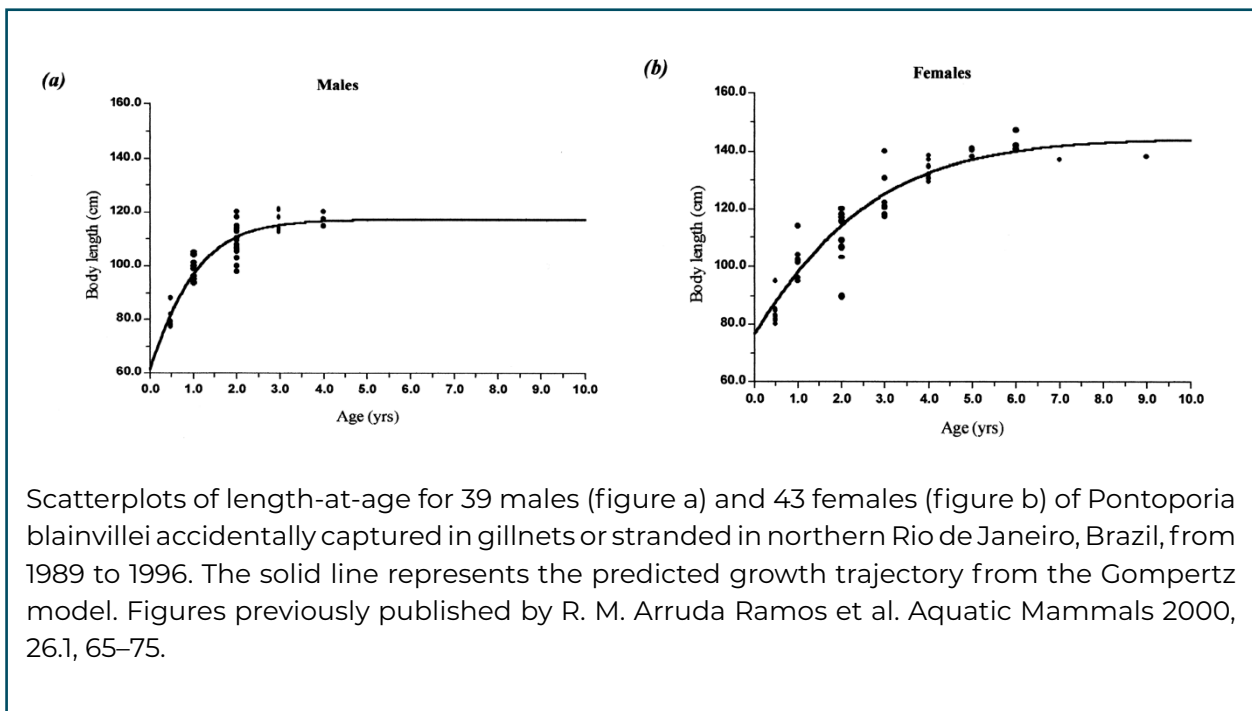 (a)
Males
160.0
140.0
120.0
100.0
80.0
60.0
Body length (cm)
0.0 1.0 2.0 3.0 4.0 5.0 6.0 7.0 8.0 9.0 10.0
Age (yrs)
(b)
Females
160.0
140.0
120.0
100.0
80.0
60.0
Body length (cm)
0.0 1.0 2.0 3.0 4.0 5.0 6.0 7.0 8.0 9.0 10.0
Age (yrs)
Scatterplots of length-at-age for 39 males (figure a) and 43 females (figure b) of Pontoporia
blainvillei accidentally captured in gillnets or stranded in northern Rio de Janeiro, Brazil, from
1989 to 1996. The solid line represents the predicted growth trajectory from the Gompertz
model. Figures previously published by R. M. Arruda Ramos et al. Aquatic Mammals 2000,
26.1, 65–75.